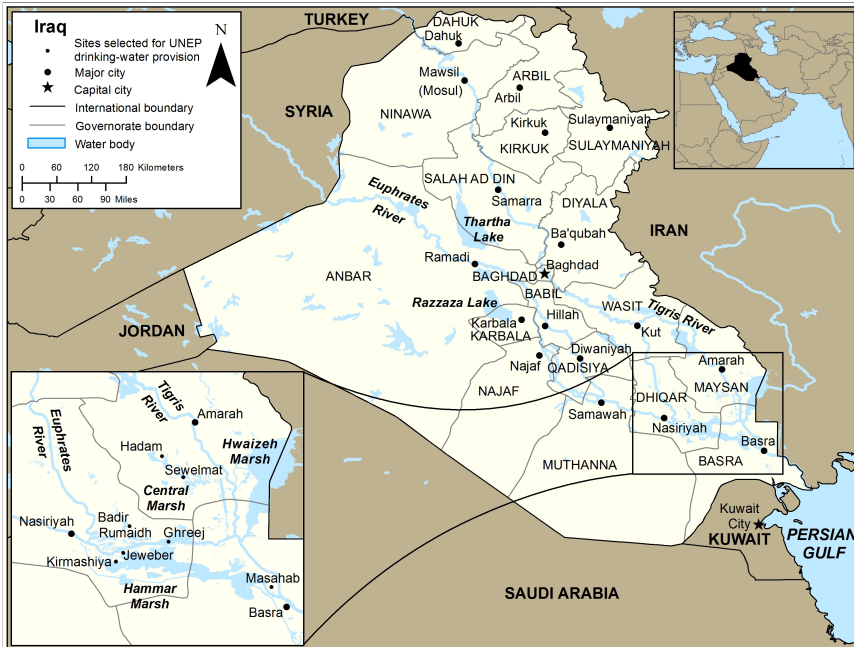 Iraq
Sites selected for UNEP
drinking-water provision
Major city
Capital city
International boundary
Governorate boundary
Water body
0 60 120 180 Kilometers
0 30 60 90 Miles
N
TURKEY
SYRIA
JORDAN
IRAN
SAUDI ARABIA
KUWAIT
Kuwait
City
PERSIAN
GULF
DAHUK
Dahuk
Mawsil
(Mosul)
ARBIL
Arbil
NINAWA
Kirkuk
KIRKUK
Sulaymaniyah
SULAYMANIYAH
SALAH AD DIN
Samarra
DIYALA
Euphrates
River
Thartha
Lake
Ba'qubah
Ramadi
BAGHDAD
Baghdad
ANBAR
BABIL
Razzaza Lake
WASIT
Tigris River
Karbala
KARBALA
Hillah
Kut
Diwaniyah
Najaf
QADISIYA
Amarah
MAYSAN
NAJAF
DHIQAR
Samawah
Nasiriyah
Basra
BASRA
MUTHANNA
Tigris
River
Euphrates
River
Amarah
Hadam
Hwaizeh
Marsh
Sewelmat
Central
Marsh
Nasiriyah
Badir
Rumaidh
Ghreej
Jeweber
Kirmashiya
Hammar
Marsh
Masahab
Basra